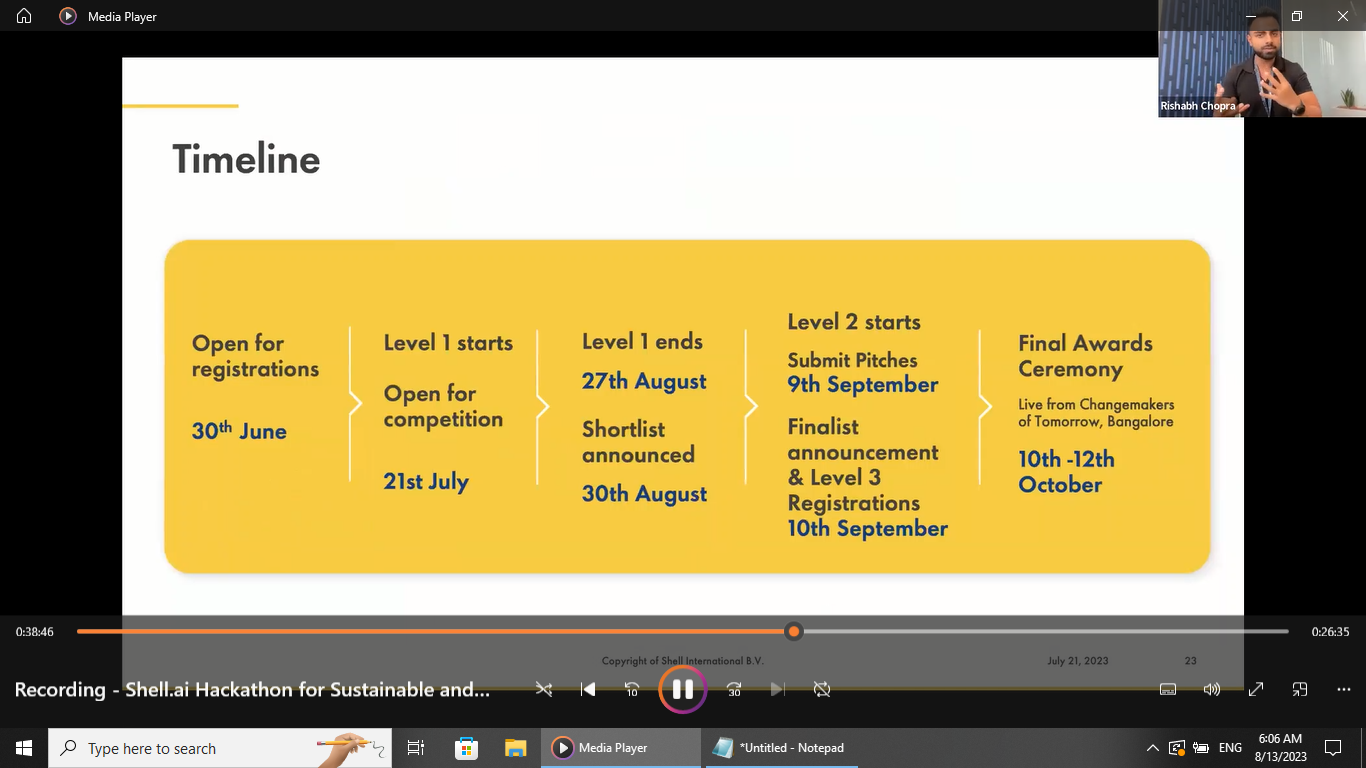 Media Player
Rishabh Chopra
Timeline
Open for
registrations
30th June
Level 1 starts
Open for
competition
21st July
Level 1 ends
27th August
Shortlist
announced
30th August
Level 2 starts
Submit Pitches
9th September
Finalist
announcement
& Level 3
Registrations
10th September
Final Awards
Ceremony
Live from Changemakers
of Tomorrow, Bangalore
10th -12th
October
0:38:46
0:26:35
Copyright of Shell International B.V.
July 21, 2023
23
Recording - Shell.ai Hackathon for Sustainable and...
10
30
Type here to search
Media Player
*Untitled - Notepad
ENG
6:06 AM
8/13/2023